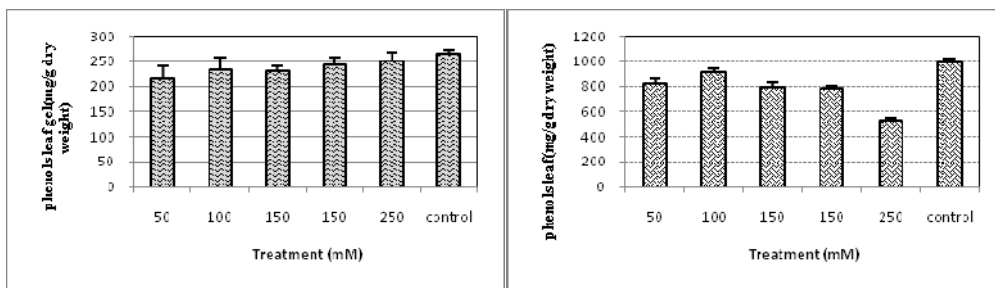 phenols leaf gel(mg/g dry
weight)
300
250
200
150
100
50
0
50 100 150 150 250 control
Treatment (mM)
phenols leaf(mg/g dry weight)
1200
1000
800
600
400
200
0
50 100 150 150 250 control
Treatment (mM)